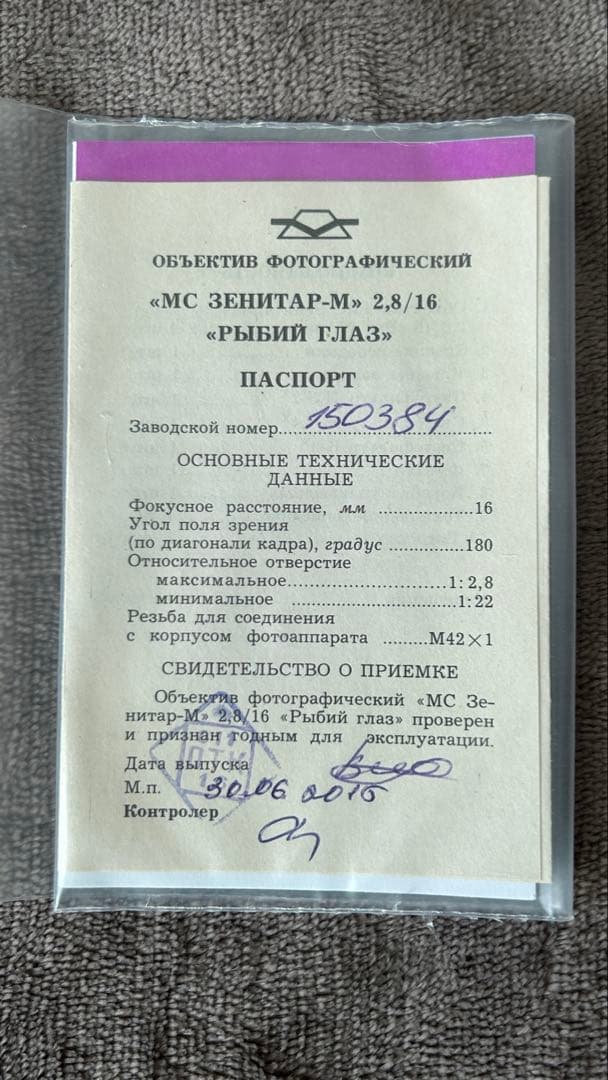 ОБЪЕКТИВ ФОТОГРАФИЧЕСКИЙ
«МС ЗЕНИТАР-М» 2,8/16
«РЫБИЙ ГЛАЗ»
ПАСПОРТ
Заводской номер..... 150384
ОСНОВНЫЕ ТЕХНИЧЕСКИЕ
ДАННЫЕ
Фокусное расстояние, мм ...................16
Угол поля зрения
(по диагонали кадра), градус ............180
Относительное отверстие
максимальное.........................1:2,8
минимальное .........................1:22
Резьба для соединения
с корпусом фотоаппарата .........М42×1
СВИДЕТЕЛЬСТВО О ПРИЕМКЕ
Объектив фотографический «МС Зе-
нитар-М» 2,8/16 «Рыбий глаз» проверен
и признан годным для эксплуатации.
Дата выпуска
М.п. 30.06 2015
Контролер